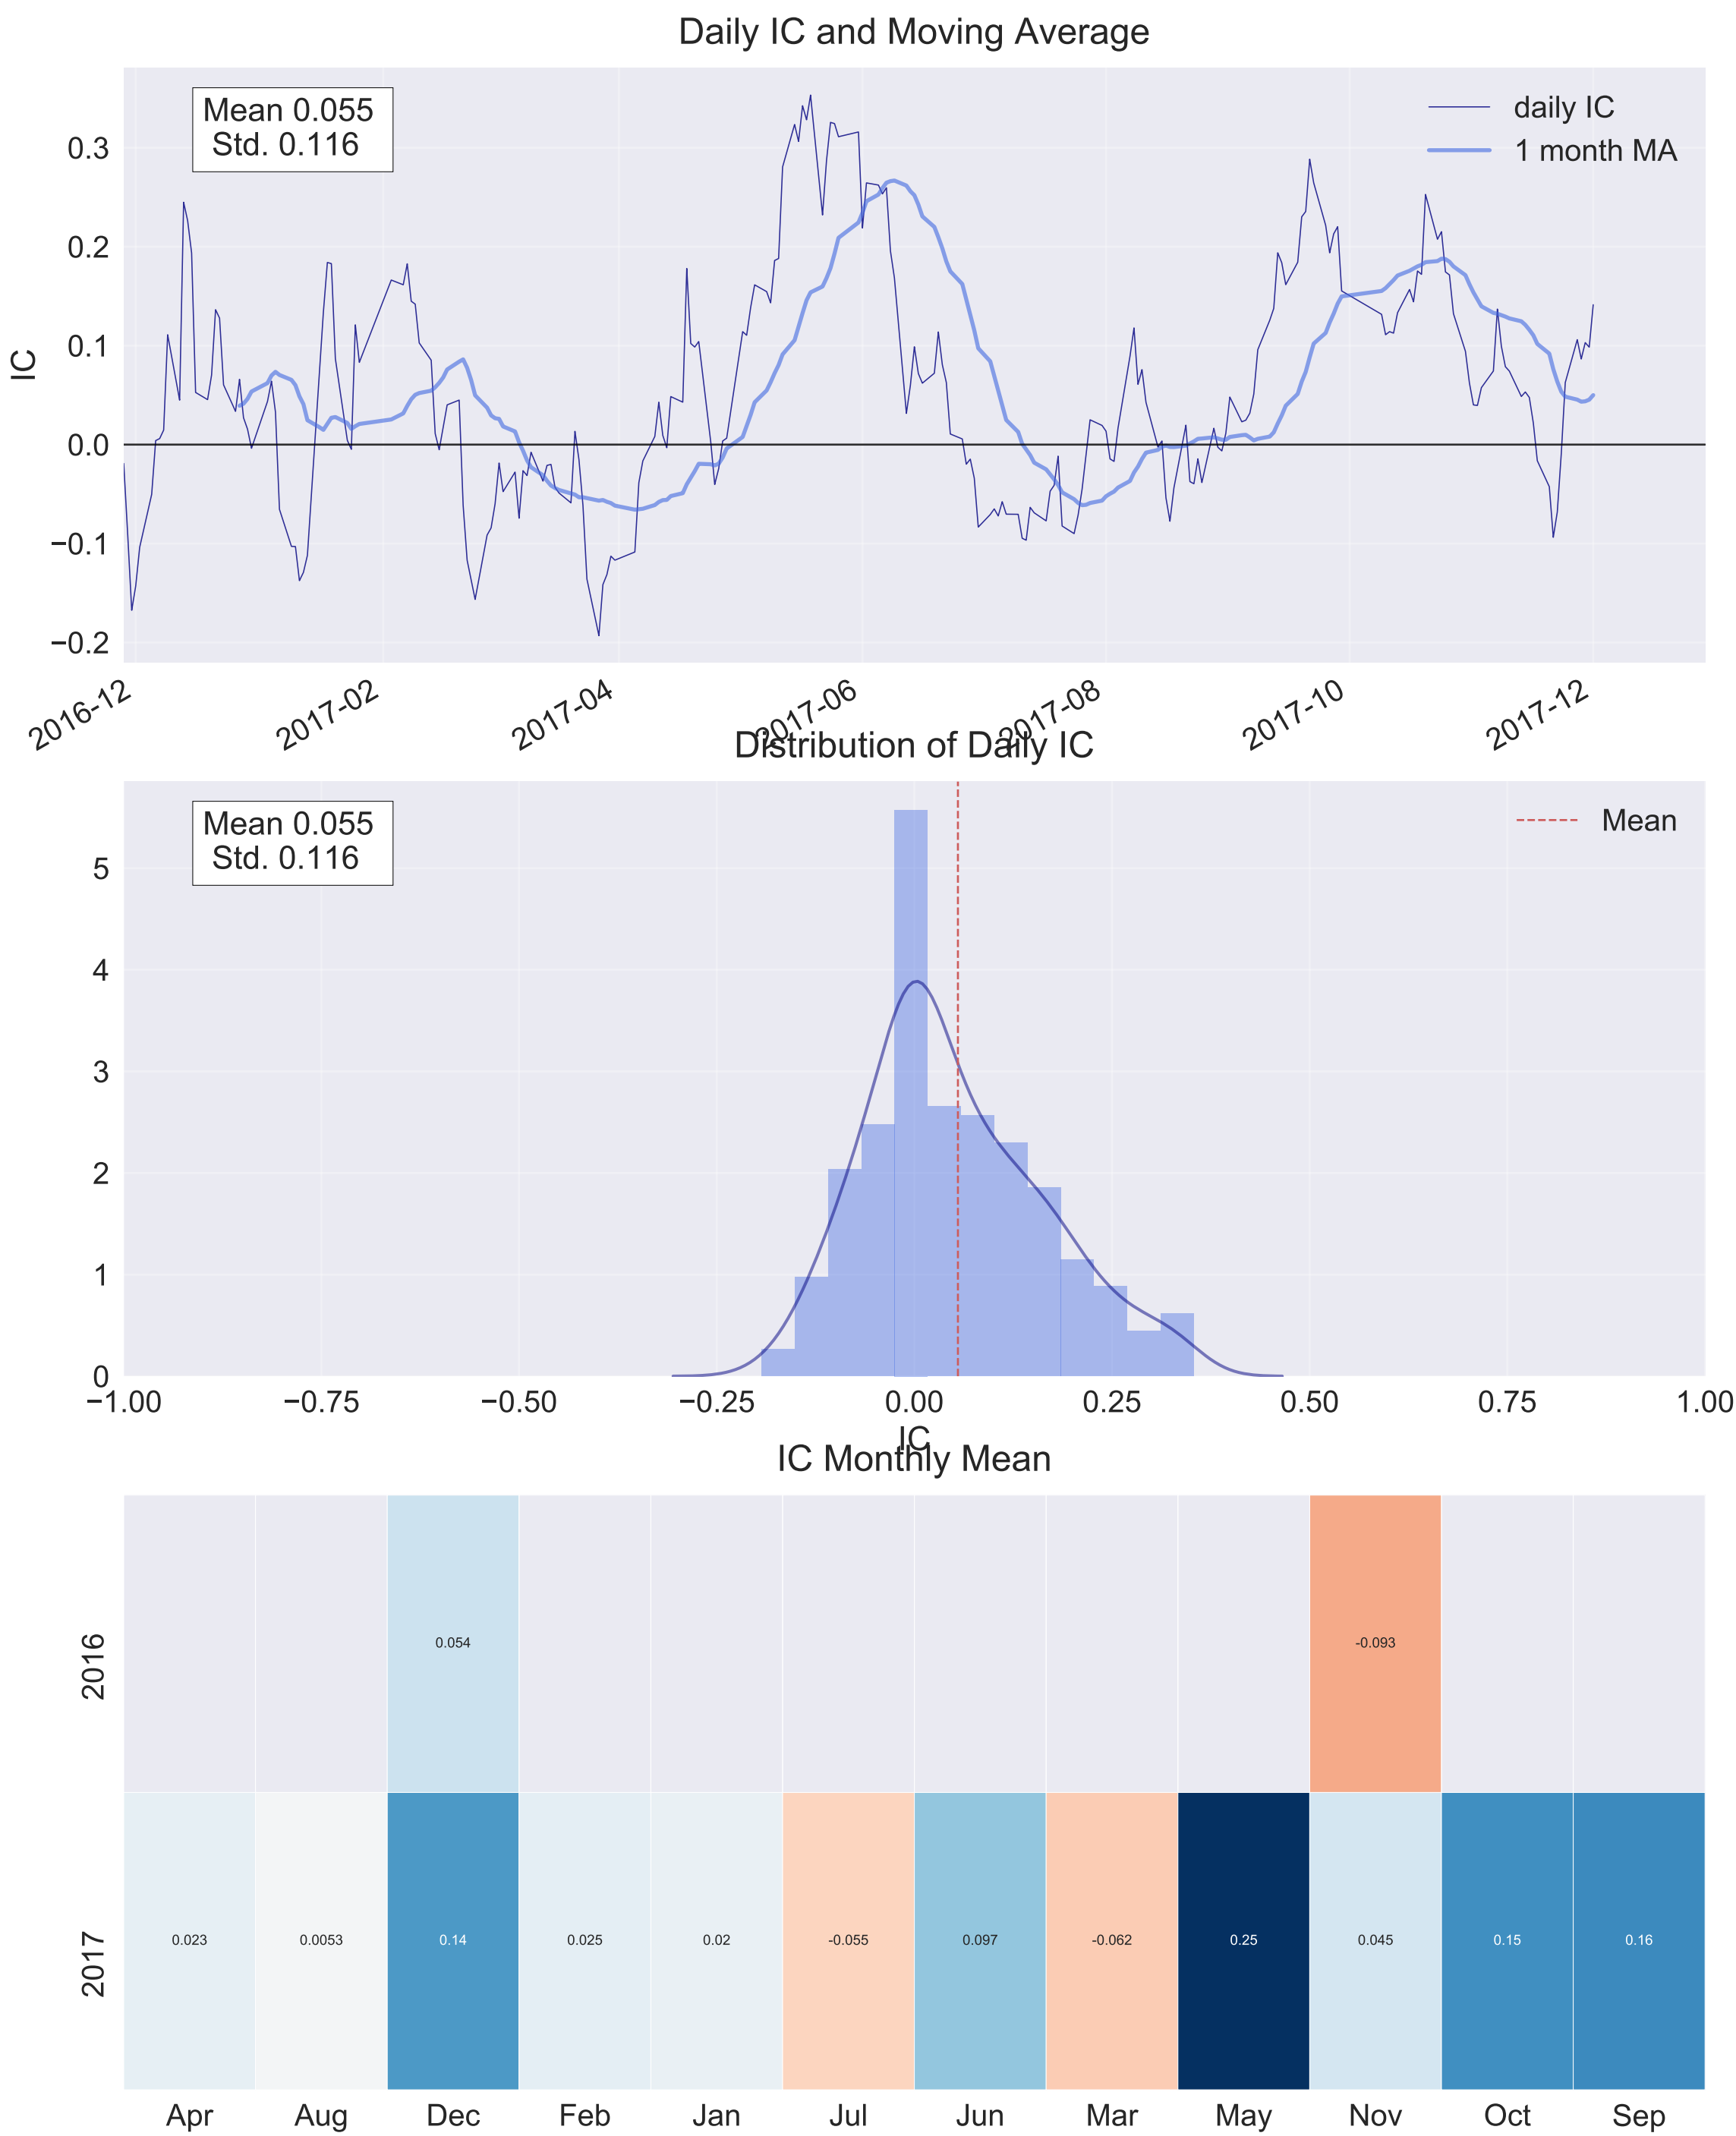 Daily IC and Moving Average
Mean 0.055
Std. 0.116
daily IC
1 month MA
IC
0.3
0.2
0.1
0.0
−0.1
−0.2
2016-12
2017-02
2017-04
2017-06
2017-08
2017-10
2017-12
Distribution of Daily IC
Mean 0.055
Std. 0.116
Mean
5
4
3
2
1
0
−1.00 −0.75 −0.50 −0.25 0.00 0.25 0.50 0.75 1.00
IC
IC Monthly Mean
2016
0.054 -0.093
2017
0.023 0.0053 0.14 0.025 0.02 -0.055 0.097 -0.062 0.25 0.045 0.15 0.16
Apr Aug Dec Feb Jan Jul Jun Mar May Nov Oct Sep